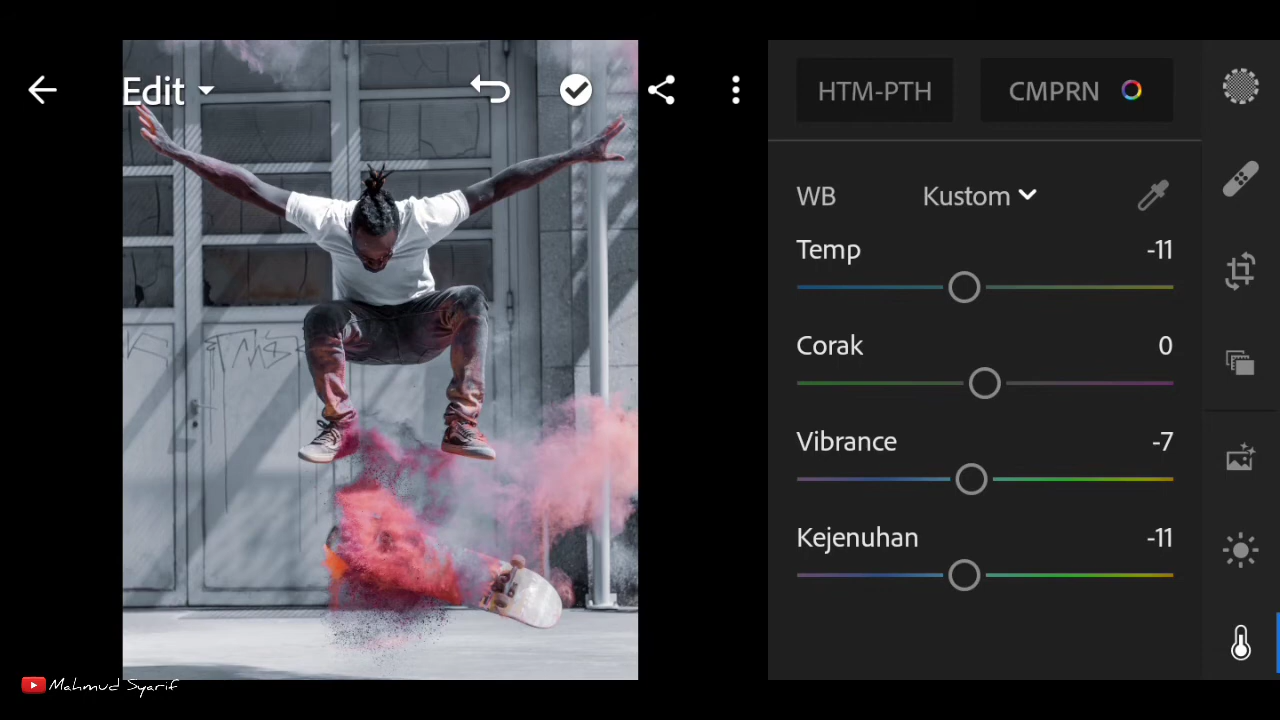 Edit
HTM-PTH
CMPRN
WB
Kustom
Temp
-11
Corak
0
Vibrance
-7
Kejenuhan
-11
Mahmud Syarif